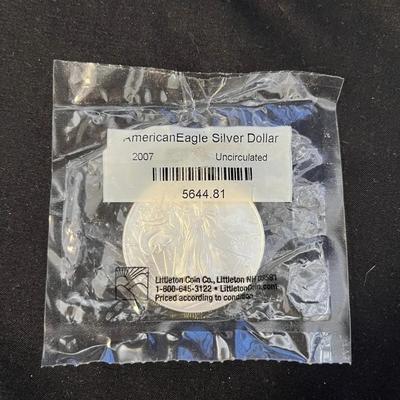 AmericanEagle Silver Dollar
2007 Uncirculated
5644.81
Littleton Coin Co., Littleton NH 03561
1-800-645-3122 • LittletonCoin.com
Priced according to condition